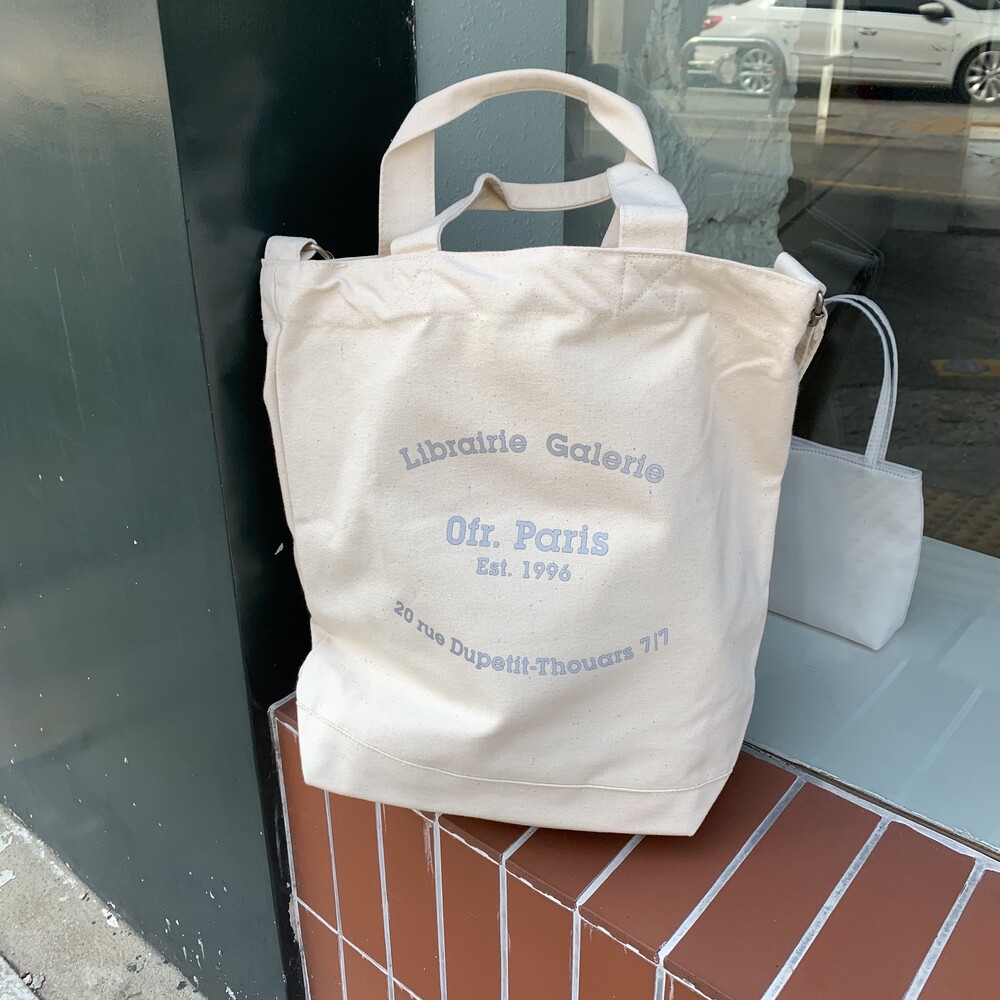 Librairie Galerie
Ofr. Paris
Est. 1996
20 rue Dupetit-Thouars 7/7